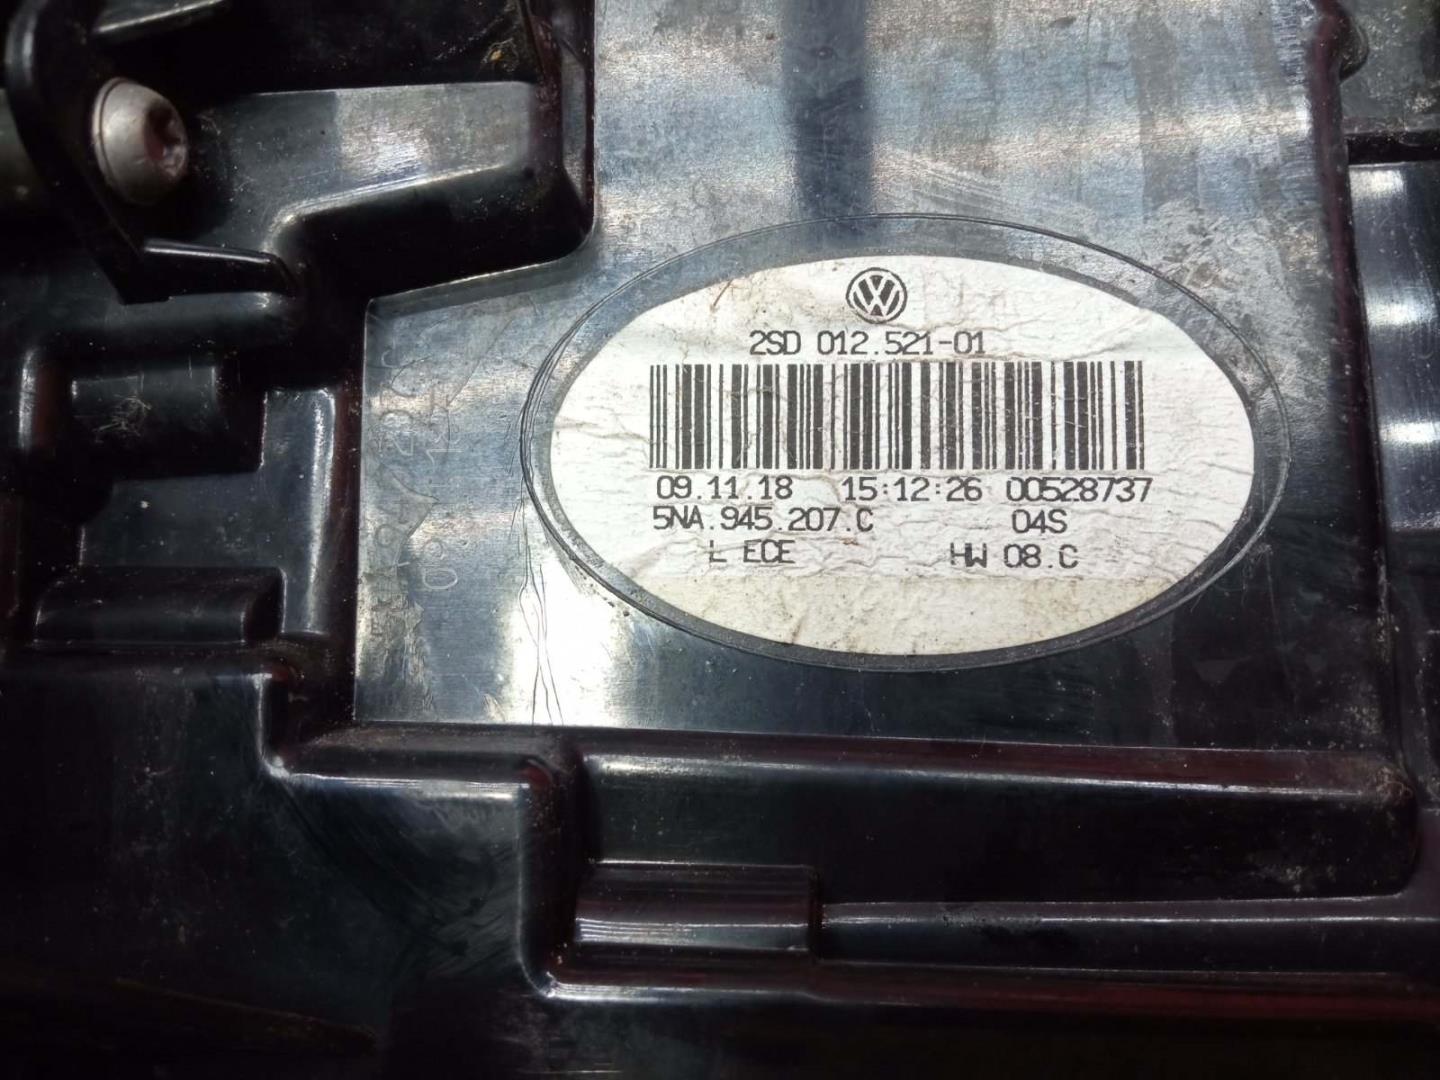 2SD 012.521-01
09.11.18 15:12:26 00528737
5NA.945.207.C 04S
L ECE HW 08.C